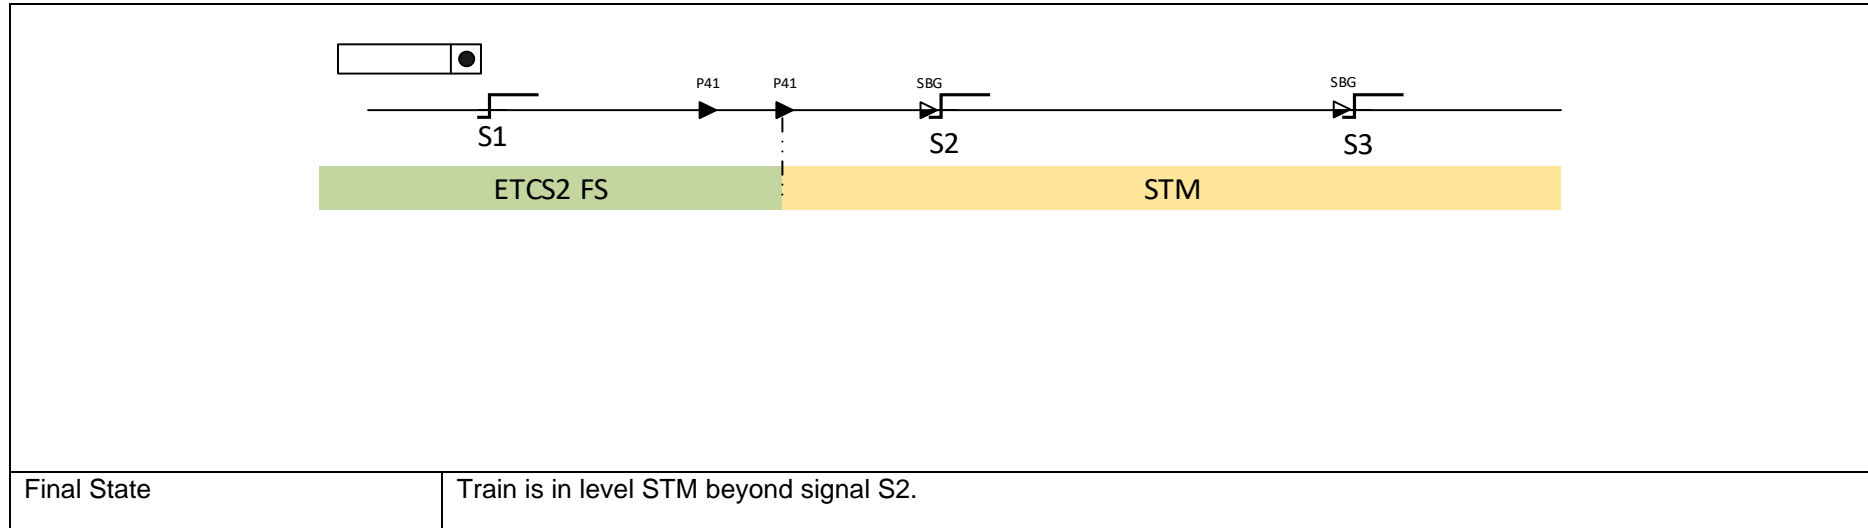 P41 P41 SBG SBG
S1 S2 S3
ETCS2 FS STM
Final State Train is in level STM beyond signal S2.